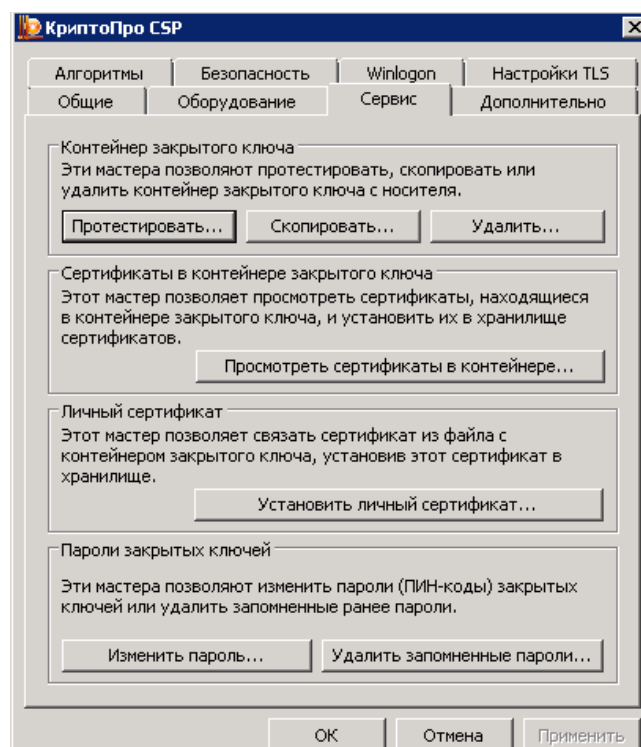 КриптоПро CSP
Алгоритмы Безопасность Winlogon Настройки TLS
Общие Оборудование Сервис Дополнительно
Контейнер закрытого ключа
Эти мастера позволяют протестировать, скопировать или
удалить контейнер закрытого ключа с носителя.
Протестировать... Скопировать... Удалить...
Сертификаты в контейнере закрытого ключа
Этот мастер позволяет просмотреть сертификаты, находящиеся
в контейнере закрытого ключа, и установить их в хранилище
сертификатов.
Просмотреть сертификаты в контейнере...
Личный сертификат
Этот мастер позволяет связать сертификат из файла с
контейнером закрытого ключа, установив этот сертификат в
хранилище.
Установить личный сертификат...
Пароли закрытых ключей
Эти мастера позволяют изменить пароли (ПИН-коды) закрытых
ключей или удалить запомненные ранее пароли.
Изменить пароль... Удалить запомненные пароли...
ОК Отмена Применить